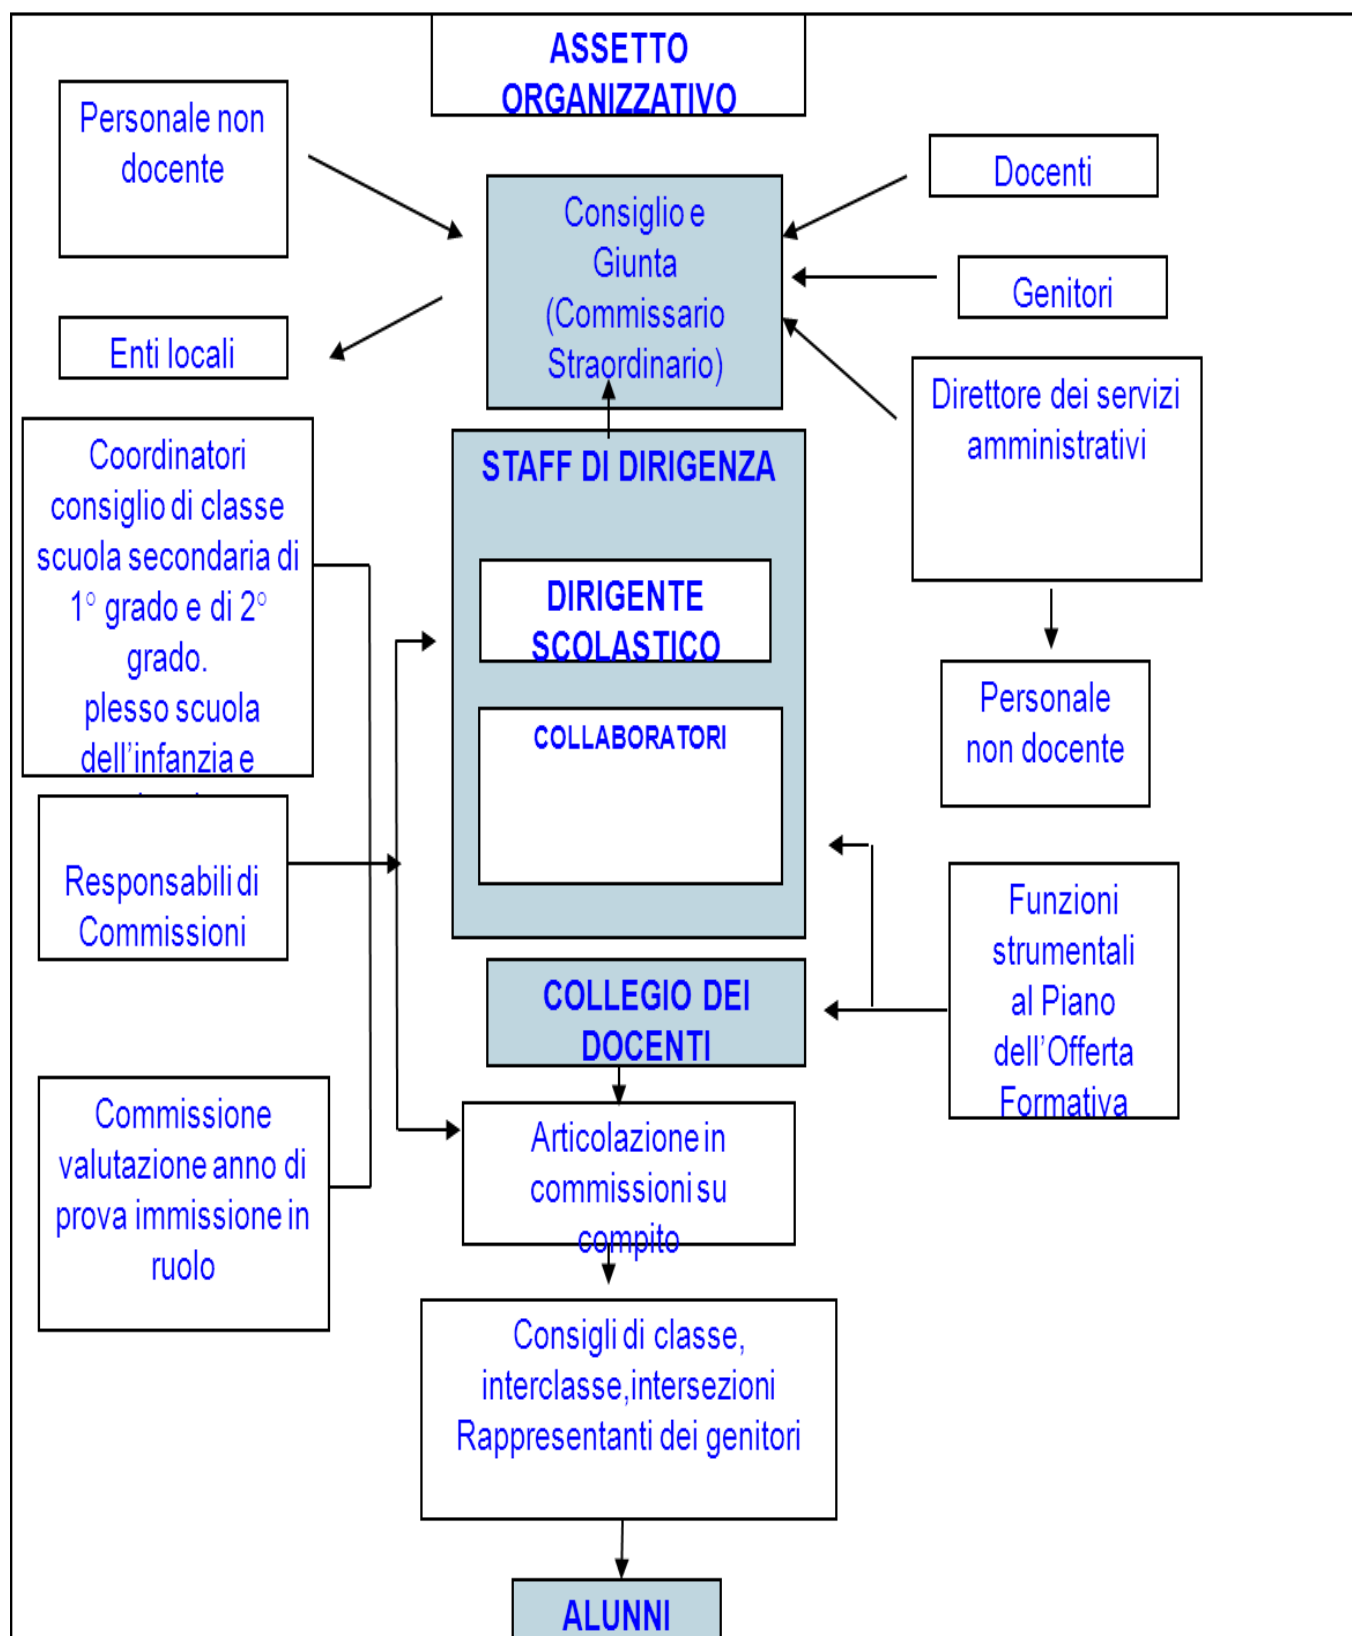 ASSETTO
ORGANIZZATIVO
Personale non
docente
Docenti
Consiglio e
Giunta
(Commissario
Straordinario)
Genitori
Enti locali
Direttore dei servizi
amministrativi
Coordinatori
consiglio di classe
scuola secondaria di
1° grado e di 2°
grado.
plesso scuola
dell’infanzia e
STAFF DI DIRIGENZA
DIRIGENTE
SCOLASTICO
COLLABORATORI
Personale
non docente
Responsabili di
Commissioni
Funzioni
strumentali
al Piano
dell’Offerta
Formativa
COLLEGIO DEI
DOCENTI
Commissione
valutazione anno di
prova immissione in
ruolo
Articolazione in
commissioni su
compito
Consigli di classe,
interclasse,intersezioni
Rappresentanti dei genitori
ALUNNI